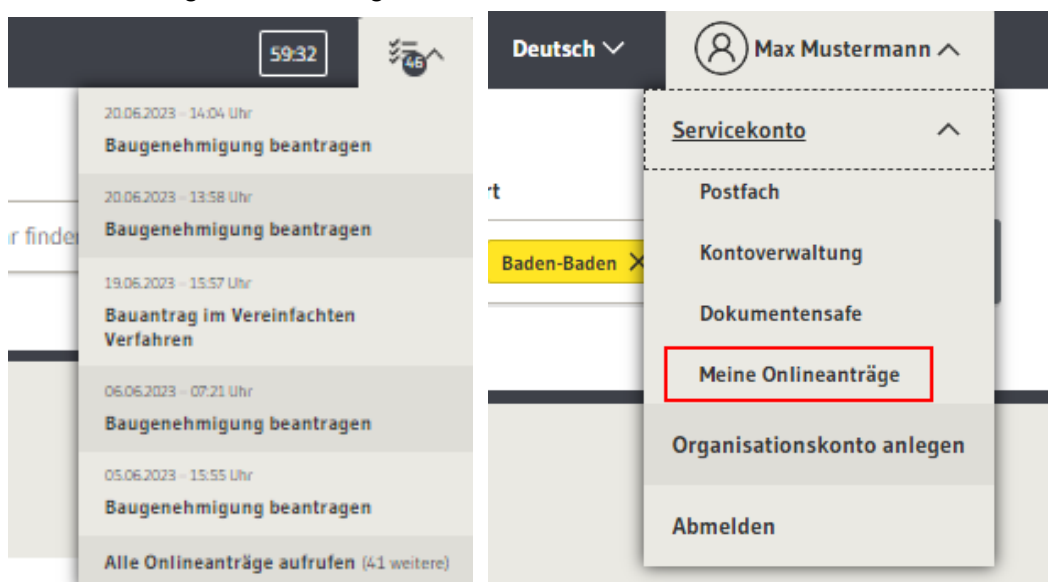 59:32
46
20.06.2023 – 14:04 Uhr
Baugenehmigung beantragen
20.06.2023 – 13:58 Uhr
Baugenehmigung beantragen
19.06.2023 – 15:57 Uhr
Bauantrag im Vereinfachten
Verfahren
06.06.2023 – 07:21 Uhr
Baugenehmigung beantragen
05.06.2023 – 15:55 Uhr
Baugenehmigung beantragen
Alle Onlineanträge aufrufen (41 weitere)
Deutsch
Max Mustermann
Servicekonto
Postfach
Baden-Baden
Kontoverwaltung
Dokumentensafe
Meine Onlineanträge
Organisationskonto anlegen
Abmelden